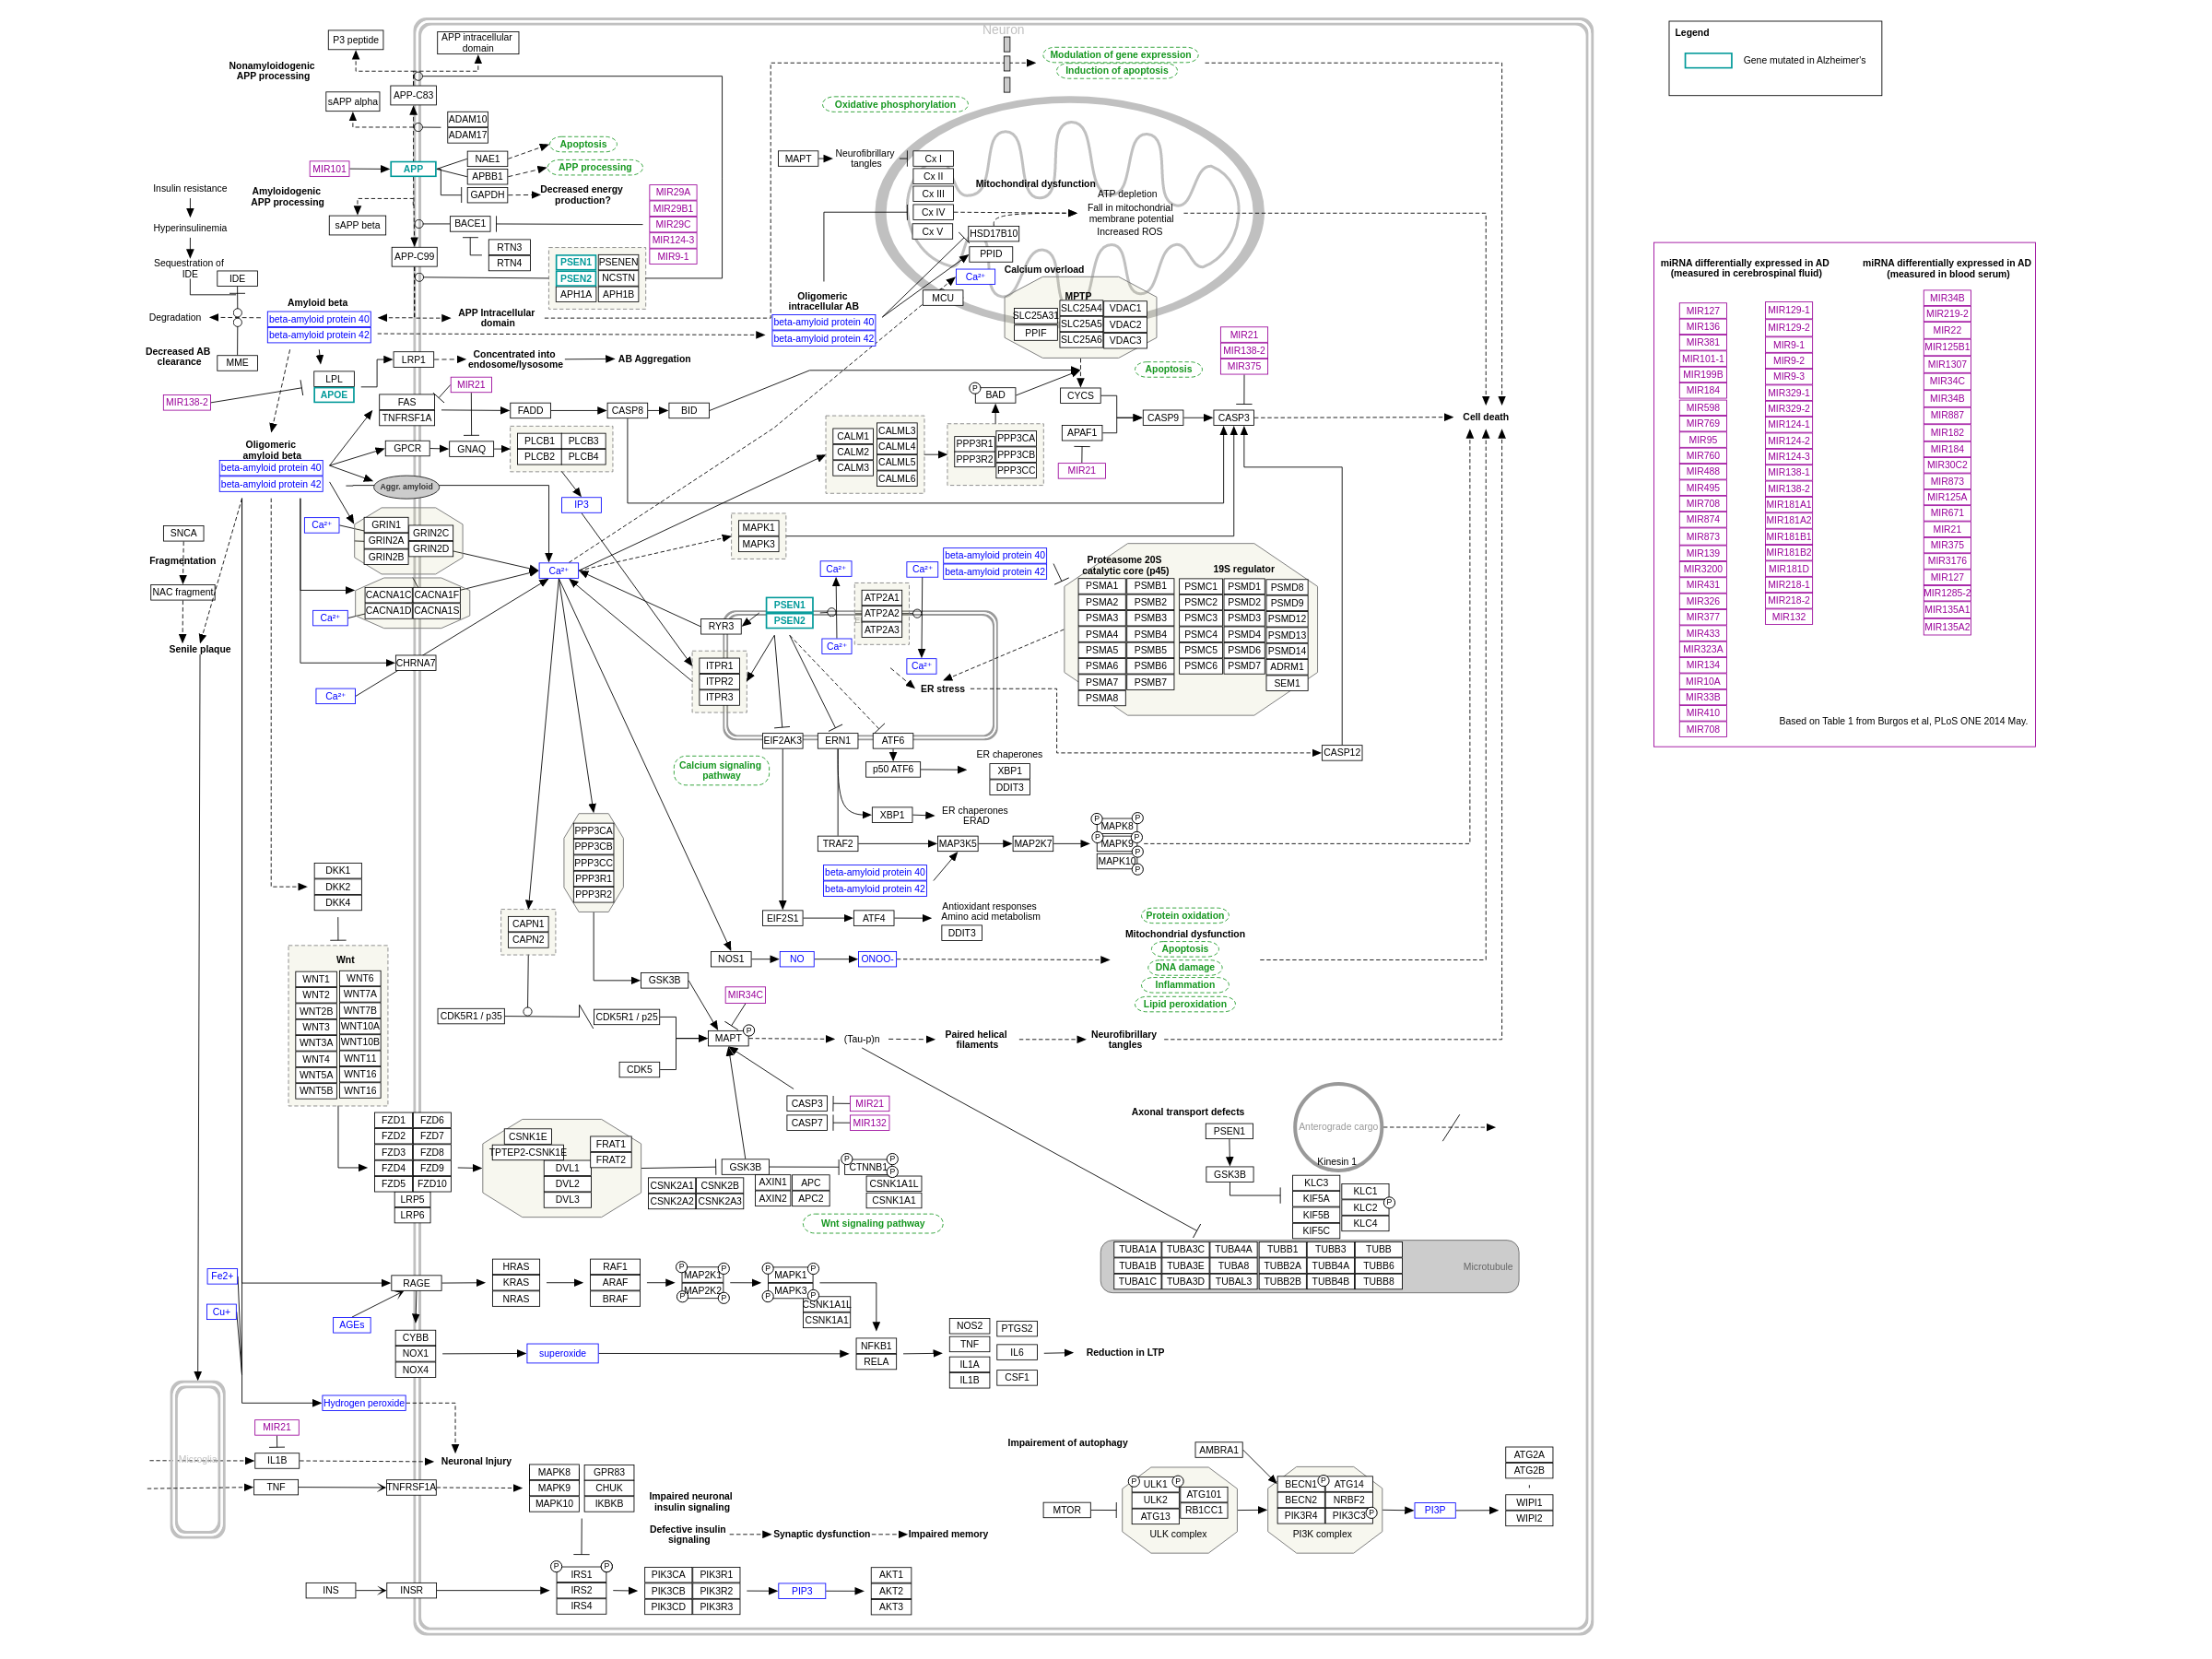 Neuron
P3 peptide
APP intracellular
domain
Nonamyloidogenic
APP processing
sAPP alpha
APP-C83
ADAM10
ADAM17
MIR101
APP
NAE1
APBB1
GAPDH
Apoptosis
APP processing
Decreased energy
production?
Insulin resistance
Hyperinsulinemia
Sequestration of
IDE
IDE
Amyloidogenic
APP processing
sAPP beta
BACE1
RTN3
RTN4
MIR29A
MIR29B1
MIR29C
MIR124-3
MIR9-1
APP-C99
PSEN1
PSENEN
PSEN2
NCSTN
APH1A
APH1B
Amyloid beta
beta-amyloid protein 40
beta-amyloid protein 42
Degradation
Decreased AB
clearance
MME
APP Intracellular
domain
LRP1
Concentrated into
endosome/lysosome
AB Aggregation
LPL
APOE
MIR138-2
MIR21
FAS
TNFRSF1A
FADD
CASP8
BID
GPCR
GNAQ
PLCB1
PLCB3
PLCB2
PLCB4
IP3
Oligomeric
amyloid beta
beta-amyloid protein 40
beta-amyloid protein 42
Aggr. amyloid
Ca²⁺
GRIN1
GRIN2A
GRIN2B
GRIN2C
GRIN2D
CACNA1C
CACNA1F
CACNA1D
CACNA1S
Ca²⁺
CHRNA7
Ca²⁺
Ca²⁺
SNCA
Fragmentation
NAC fragment
Senile plaque
Modulation of gene expression
Induction of apoptosis
Oxidative phosphorylation
MAPT
Neurofibrillary
tangles
Cx I
Cx II
Cx III
Cx IV
Cx V
Mitochondiral dysfunction
ATP depletion
Fall in mitochondrial
membrane potential
Increased ROS
HSD17B10
PPID
Ca²⁺
MCU
Calcium overload
MPTP
SLC25A31
PPIF
SLC25A4
SLC25A5
SLC25A6
VDAC1
VDAC2
VDAC3
Oligomeric
intracellular AB
beta-amyloid protein 40
beta-amyloid protein 42
Apoptosis
MIR21
MIR138-2
MIR375
P
BAD
CYCS
APAF1
MIR21
CASP9
CASP3
Cell death
CALM1
CALM2
CALM3
CALML3
CALML4
CALML5
CALML6
PPP3R1
PPP3R2
PPP3CA
PPP3CB
PPP3CC
MAPK1
MAPK3
RYR3
ITPR1
ITPR2
ITPR3
PSEN1
PSEN2
Ca²⁺
Ca²⁺
ATP2A1
ATP2A2
ATP2A3
Ca²⁺
Ca²⁺
beta-amyloid protein 40
beta-amyloid protein 42
ER stress
Proteasome 20S
catalytic core (p45)
19S regulator
PSMA1
PSMA2
PSMA3
PSMA4
PSMA5
PSMA6
PSMA7
PSMA8
PSMB1
PSMB2
PSMB3
PSMB4
PSMB5
PSMB6
PSMB7
PSMC1
PSMC2
PSMC3
PSMC4
PSMC5
PSMC6
PSMD1
PSMD2
PSMD3
PSMD4
PSMD6
PSMD7
PSMD8
PSMD9
PSMD12
PSMD13
PSMD14
ADRM1
SEM1
CASP12
EIF2AK3
ERN1
ATF6
Calcium signaling
pathway
p50 ATF6
ER chaperones
XBP1
DDIT3
XBP1
ER chaperones
ERAD
TRAF2
MAP3K5
MAP2K7
P
P
MAPK8
P
P
MAPK9
P
MAPK10
P
beta-amyloid protein 40
beta-amyloid protein 42
EIF2S1
ATF4
Antioxidant responses
Amino acid metabolism
DDIT3
PPP3CA
PPP3CB
PPP3CC
PPP3R1
PPP3R2
CAPN1
CAPN2
NOS1
NO
ONOO-
Protein oxidation
Mitochondrial dysfunction
Apoptosis
DNA damage
Inflammation
Lipid peroxidation
GSK3B
MIR34C
CDK5R1 / p35
CDK5R1 / p25
CDK5
MAPT
P
(Tau-p)n
Paired helical
filaments
Neurofibrillary
tangles
CASP3
MIR21
CASP7
MIR132
DKK1
DKK2
DKK4
Wnt
WNT1
WNT2
WNT2B
WNT3
WNT3A
WNT4
WNT5A
WNT5B
WNT6
WNT7A
WNT7B
WNT10A
WNT10B
WNT11
WNT16
WNT16
FZD1
FZD6
FZD2
FZD7
FZD3
FZD8
FZD4
FZD9
FZD5
FZD10
LRP5
LRP6
CSNK1E
TPTEP2-CSNK1E
DVL1
DVL2
DVL3
FRAT1
FRAT2
GSK3B
CSNK2A1
CSNK2B
CSNK2A2
CSNK2A3
AXIN1
APC
AXIN2
APC2
P
P
CTNNB1
P
CSNK1A1L
CSNK1A1
Wnt signaling pathway
Axonal transport defects
PSEN1
GSK3B
Anterograde cargo
Kinesin 1
KLC3
KIF5A
KIF5B
KIF5C
KLC1
KLC2
P
KLC4
TUBA1A
TUBA3C
TUBA4A
TUBB1
TUBB3
TUBB
TUBA1B
TUBA3E
TUBA8
TUBB2A
TUBB4A
TUBB6
TUBA1C
TUBA3D
TUBAL3
TUBB2B
TUBB4B
TUBB8
Microtubule
Fe2+
Cu+
RAGE
AGEs
HRAS
KRAS
NRAS
RAF1
ARAF
BRAF
P
P
MAP2K1
MAP2K2
P
P
P
P
MAPK1
MAPK3
P
P
CSNK1A1L
CSNK1A1
CYBB
NOX1
NOX4
superoxide
NFKB1
RELA
NOS2
TNF
IL1A
IL1B
PTGS2
IL6
CSF1
Reduction in LTP
Hydrogen peroxide
Microglia
MIR21
IL1B
TNF
TNFRSF1A
Neuronal Injury
MAPK8
MAPK9
MAPK10
GPR83
CHUK
IKBKB
Impaired neuronal
insulin signaling
Defective insulin
signaling
Synaptic dysfunction
Impaired memory
INS
INSR
P
P
IRS1
IRS2
IRS4
PIK3CA
PIK3R1
PIK3CB
PIK3R2
PIK3CD
PIK3R3
PIP3
AKT1
AKT2
AKT3
Impairement of autophagy
AMBRA1
MTOR
P
P
ULK1
ULK2
ATG13
ATG101
RB1CC1
ULK complex
BECN1
P
ATG14
BECN2
NRBF2
PIK3R4
PIK3C3
P
PI3K complex
PI3P
ATG2A
ATG2B
WIPI1
WIPI2
Legend
Gene mutated in Alzheimer's
miRNA differentially expressed in AD
(measured in cerebrospinal fluid)
MIR127
MIR136
MIR381
MIR101-1
MIR199B
MIR184
MIR598
MIR769
MIR95
MIR760
MIR488
MIR495
MIR708
MIR874
MIR873
MIR139
MIR3200
MIR431
MIR326
MIR377
MIR433
MIR323A
MIR134
MIR10A
MIR33B
MIR410
MIR708
MIR129-1
MIR129-2
MIR9-1
MIR9-2
MIR9-3
MIR329-1
MIR329-2
MIR124-1
MIR124-2
MIR124-3
MIR138-1
MIR138-2
MIR181A1
MIR181A2
MIR181B1
MIR181B2
MIR181D
MIR218-1
MIR218-2
MIR132
miRNA differentially expressed in AD
(measured in blood serum)
MIR34B
MIR219-2
MIR22
MIR125B1
MIR1307
MIR34C
MIR34B
MIR887
MIR182
MIR184
MIR30C2
MIR873
MIR125A
MIR671
MIR21
MIR375
MIR3176
MIR127
MIR1285-2
MIR135A1
MIR135A2
Based on Table 1 from Burgos et al, PLoS ONE 2014 May.